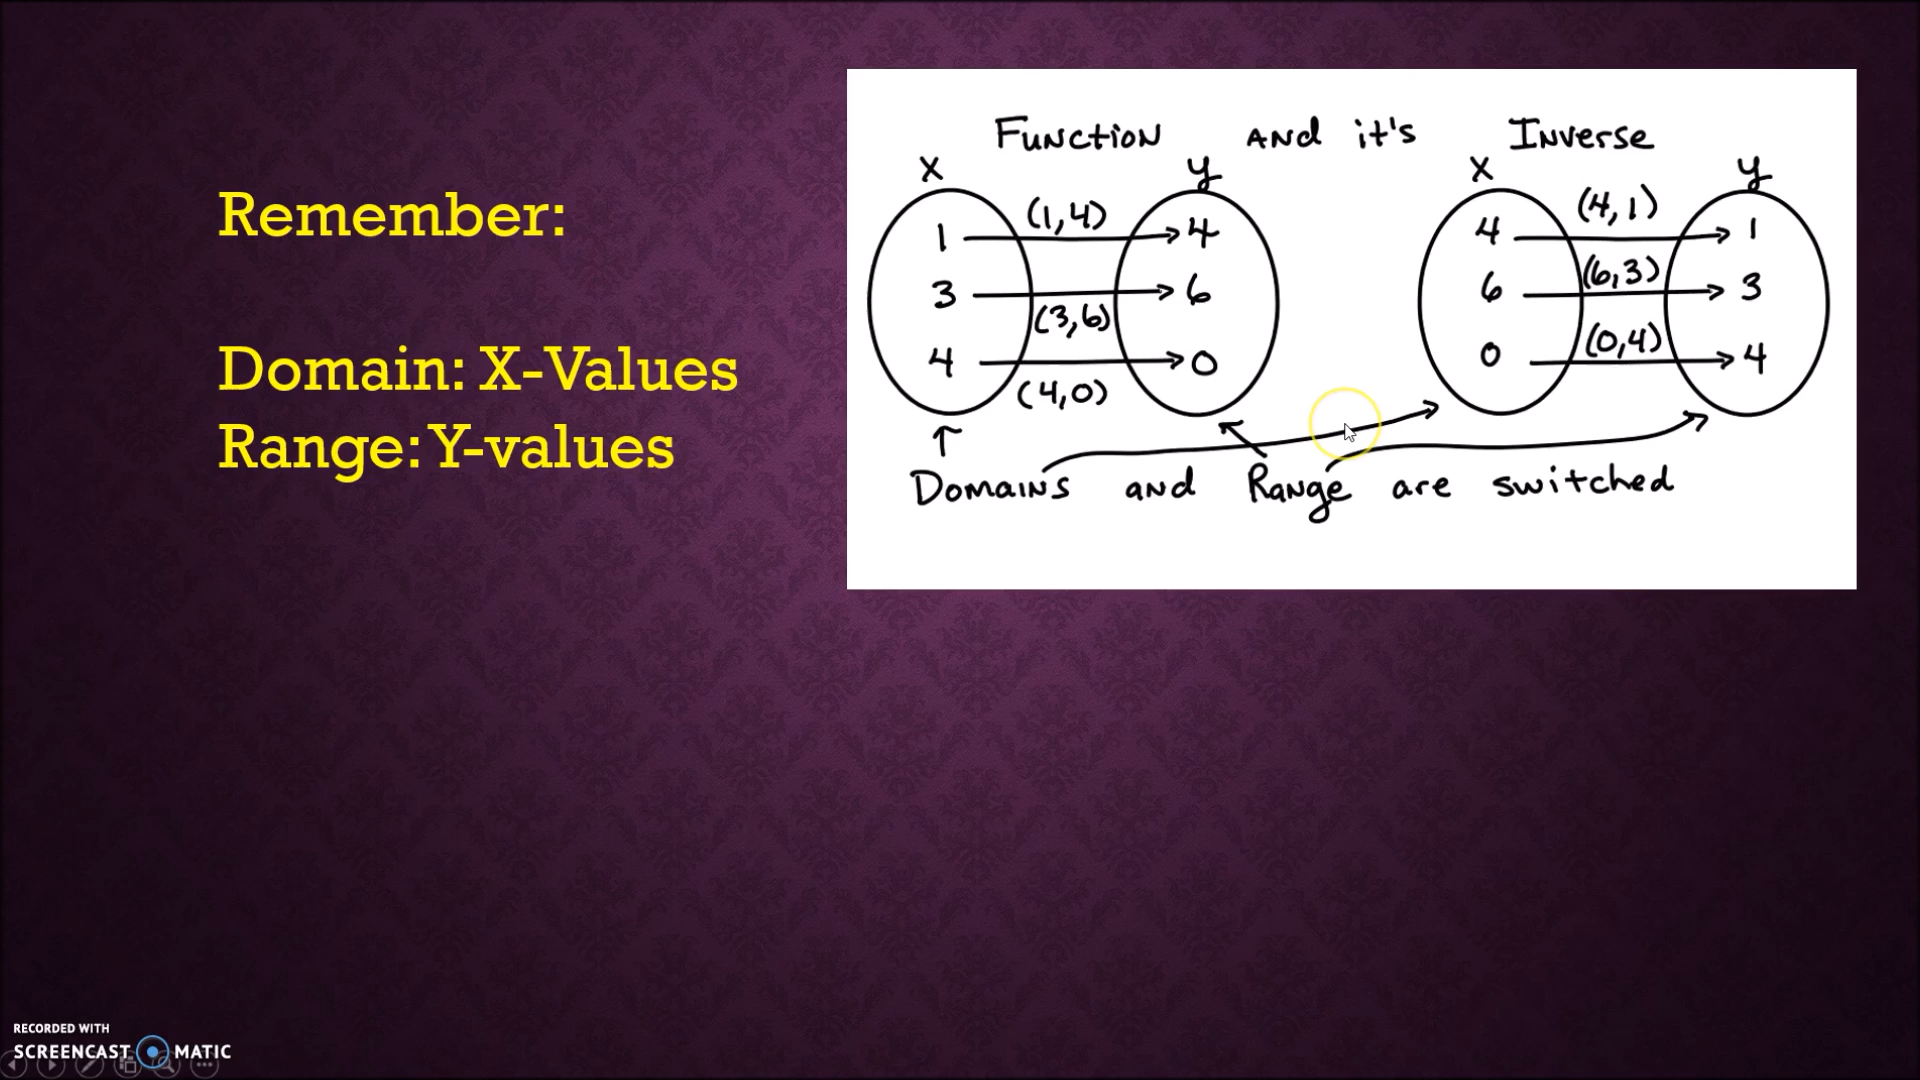 Remember:
Domain: X-Values
Range: Y-values
Function and it's Inverse
x y x y
1 (1,4) 4
3 (3,6) 6
4 (4,0) 0
4 (4,1) 1
6 (6,3) 3
0 (0,4) 4
Domains and Range are switched
RECORDED WITH
SCREENCAST MATIC